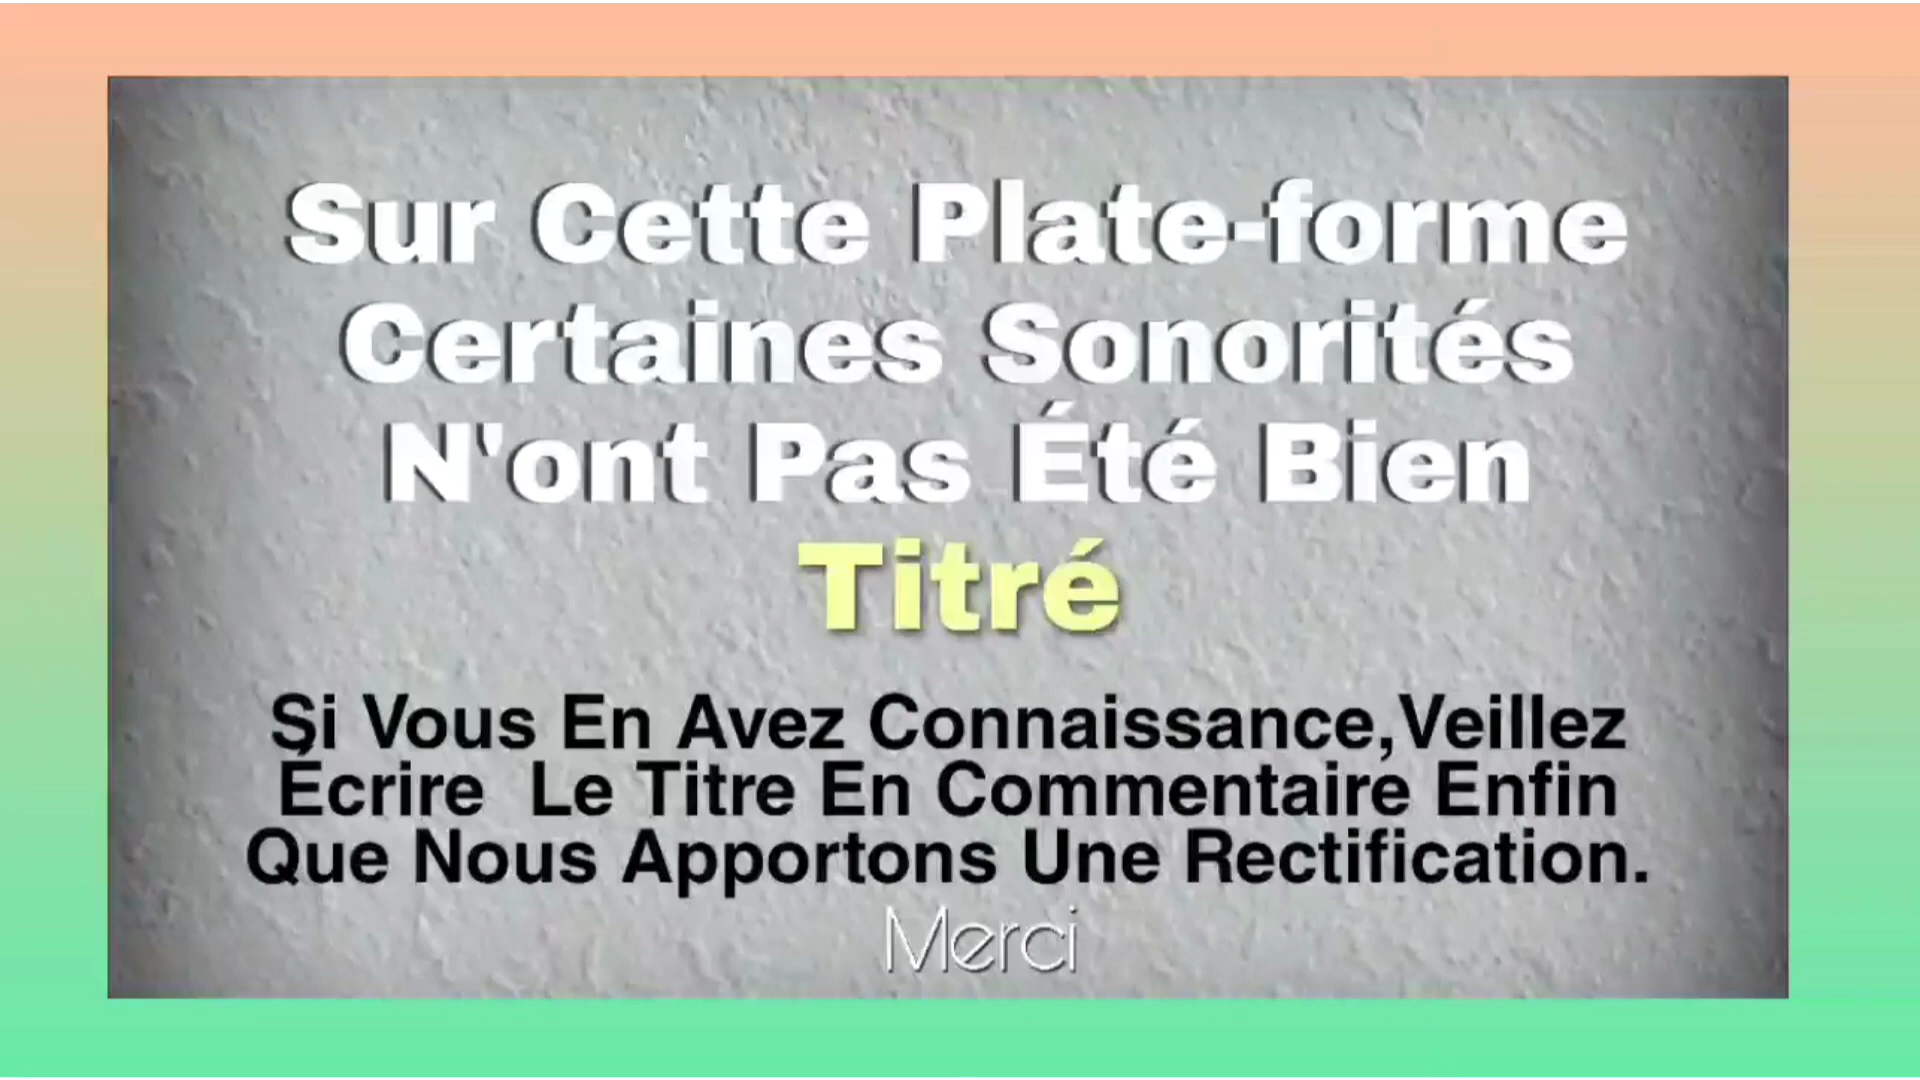 Sur Cette Plate-forme
Certaines Sonorités
N'ont Pas Été Bien
Titré
Si Vous En Avez Connaissance,Veillez
Écrire  Le Titre En Commentaire Enfin
Que Nous Apportons Une Rectification.
Merci